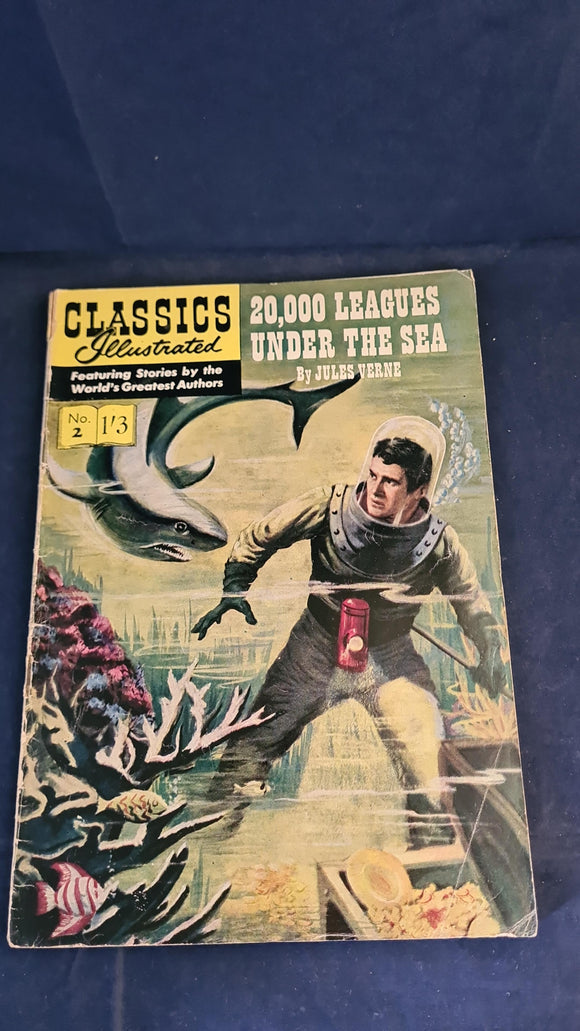 CLASSICS
Illustrated
Featuring Stories by the
World's Greatest Authors
No.
2
1'3
20,000 LEAGUES
UNDER THE SEA
By JULES VERNE